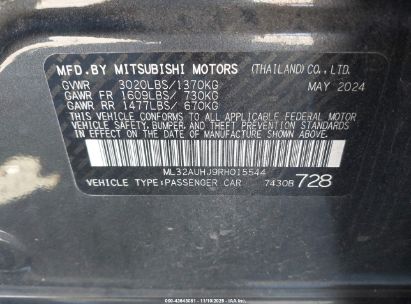 MFD.BY MITSUBISHI MOTORS (THAILAND) CO., LTD.
GVWR 3020LBS/1370KG MAY 2024
GAWR FR 1609LBS/ 730KG
GAWR RR 1477LBS/ 670KG
THIS VEHICLE CONFORMS TO ALL APPLICABLE FEDERAL MOTOR
VEHICLE SAFETY, BUMPER, AND THEFT PREVENTION STANDARDS
IN EFFECT ON THE DATE OF MANUFACTURE SHOWN ABOVE.
ML32AUHJ9RH015544
VEHICLE TYPE:PASSENGER CAR 7430B 728